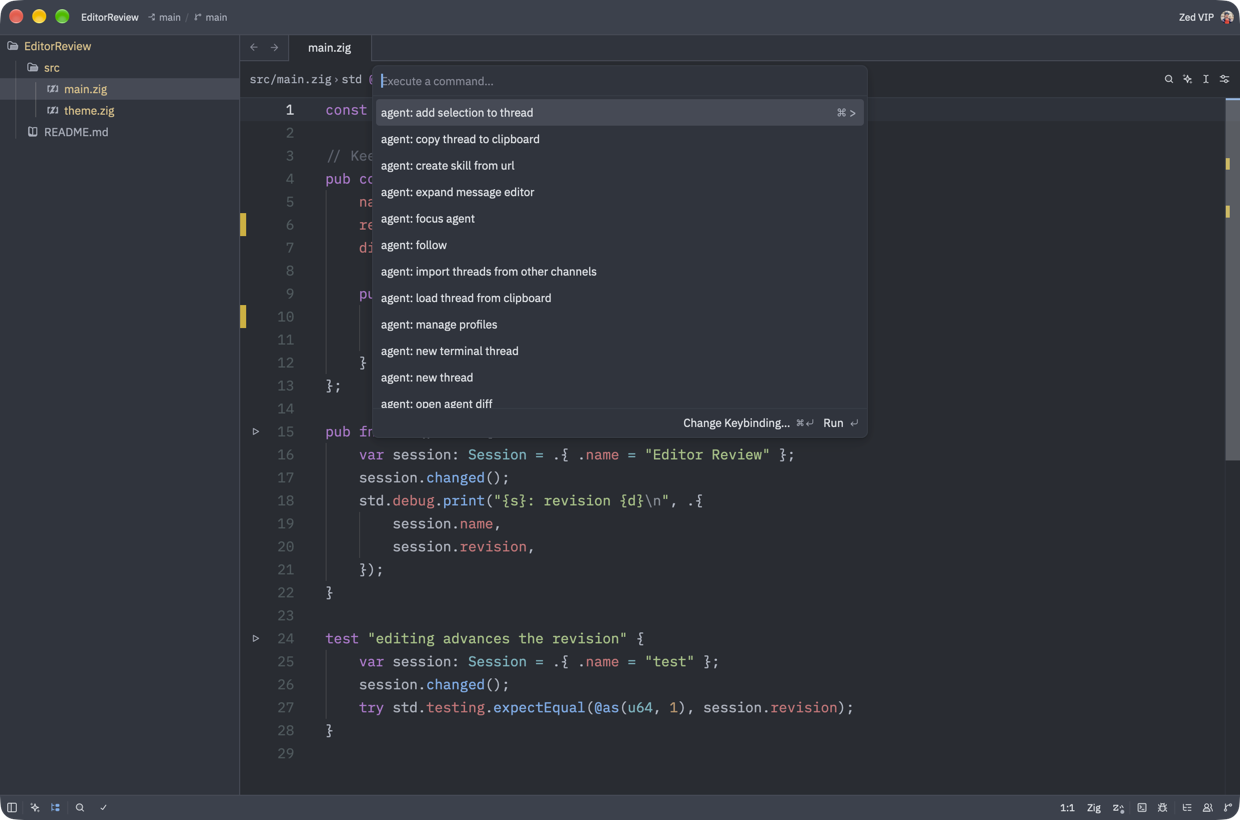 EditorReview main / main
Zed VIP
EditorReview
src
main.zig
theme.zig
README.md
main.zig
src/main.zig › std
Execute a command...
agent: add selection to thread ⌘ >
agent: copy thread to clipboard
agent: create skill from url
agent: expand message editor
agent: focus agent
agent: follow
agent: import threads from other channels
agent: load thread from clipboard
agent: manage profiles
agent: new terminal thread
agent: new thread
agent: open agent diff
Change Keybinding... ⌘↵ Run ↵
1 const
2
3 // Kee
4 pub co
5 na
6 re
7 di
8
9 pu
10
11
12 }
13 };
14
15 pub fn
16 var session: Session = .{ .name = "Editor Review" };
17 session.changed();
18 std.debug.print("{s}: revision {d}\n", .{
19 session.name,
20 session.revision,
21 });
22 }
23
24 test "editing advances the revision" {
25 var session: Session = .{ .name = "test" };
26 session.changed();
27 try std.testing.expectEqual(@as(u64, 1), session.revision);
28 }
29
1:1 Zig